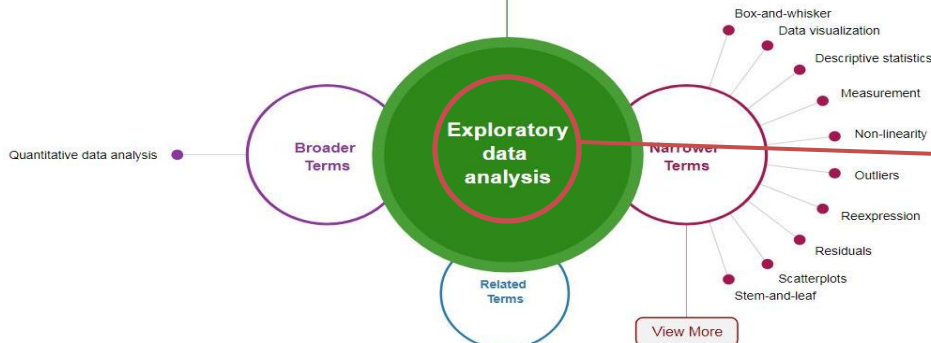 Box-and-whisker
Data visualization
Descriptive statistics
Measurement
Exploratory
data
analysis
Non-linearity
Quantitative data analysis
Broader
Terms
Narrower
Terms
Outliers
Reexpression
Residuals
Scatterplots
Stem-and-leaf
Related
Terms
View More